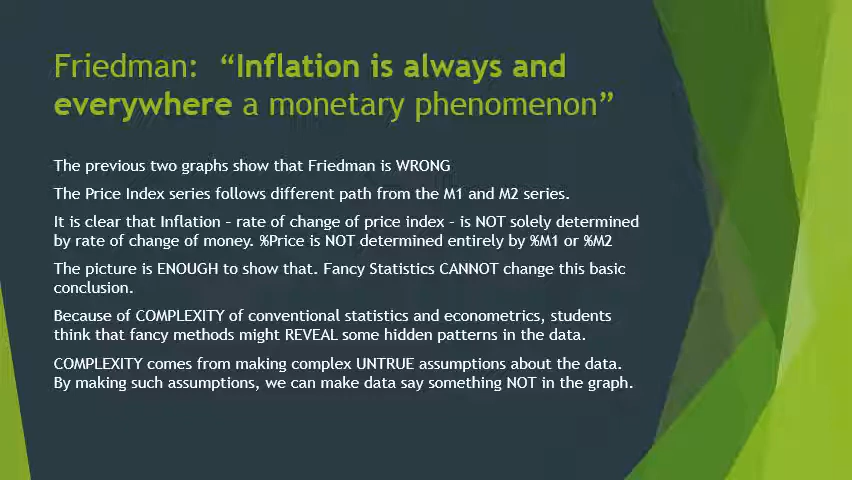 Friedman:  “Inflation is always and
everywhere a monetary phenomenon”
The previous two graphs show that Friedman is WRONG
The Price Index series follows different path from the M1 and M2 series.
It is clear that Inflation – rate of change of price index – is NOT solely determined
by rate of change of money. %Price is NOT determined entirely by %M1 or %M2
The picture is ENOUGH to show that. Fancy Statistics CANNOT change this basic
conclusion.
Because of COMPLEXITY of conventional statistics and econometrics, students
think that fancy methods might REVEAL some hidden patterns in the data.
COMPLEXITY comes from making complex UNTRUE assumptions about the data.
By making such assumptions, we can make data say something NOT in the graph.